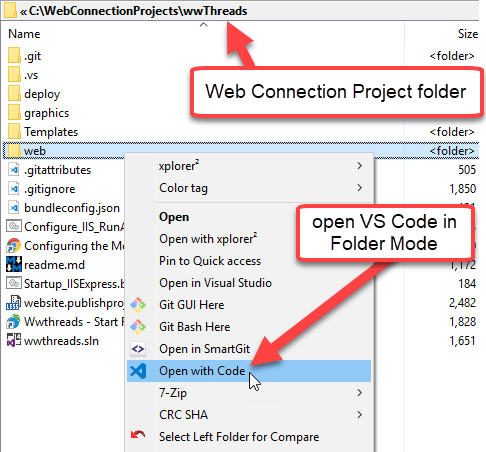 « C:\WebConnectionProjects\wwThreads
Name
Size
.git <folder>
.vs
Web Connection Project folder
deploy
graphics
Templates <folder>
web <folder>
.gitattributes 505
.gitignore 1,850
bundleconfig.json
Configure_IIS_RunA
Configuring the Mo
readme.md 1,172
Startup_IISExpress.b 184
website.publishproj 2,482
Wwthreads - Start F 1,828
wwthreads.sln 1,651
xplorer²
Color tag
Open
Open with xplorer²
Pin to Quick access
Open in Visual Studio
Git GUI Here
Git Bash Here
Open in SmartGit
Open with Code
7-Zip
CRC SHA
Select Left Folder for Compare
open VS Code in
Folder Mode